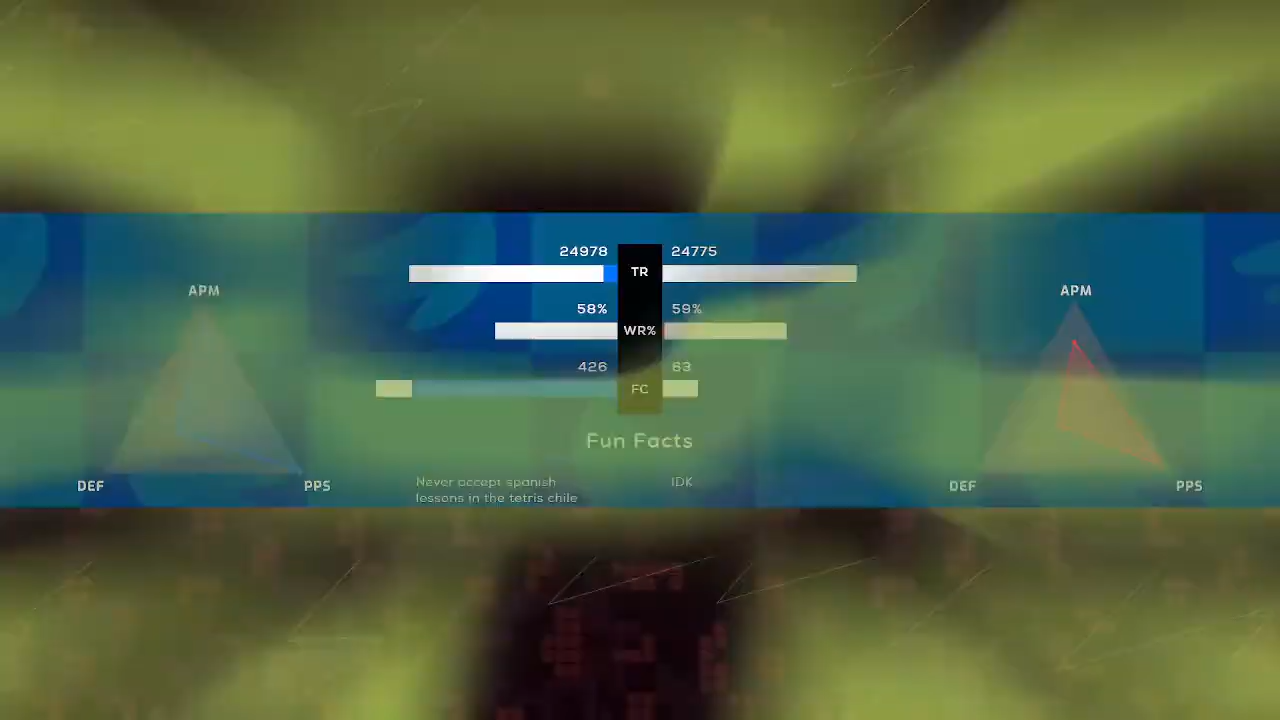 24978 24775
TR
58% 59%
WR%
426 63
FC
APM APM
Fun Facts
DEF PPS DEF PPS
Never accept spanish
lessons in the tetris chile
IDK